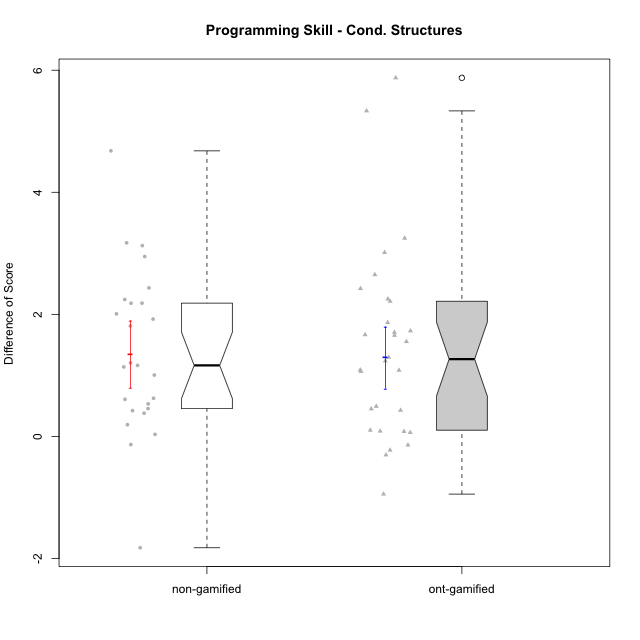 Programming Skill - Cond. Structures
Difference of Score
6
4
2
0
-2
non-gamified
ont-gamified